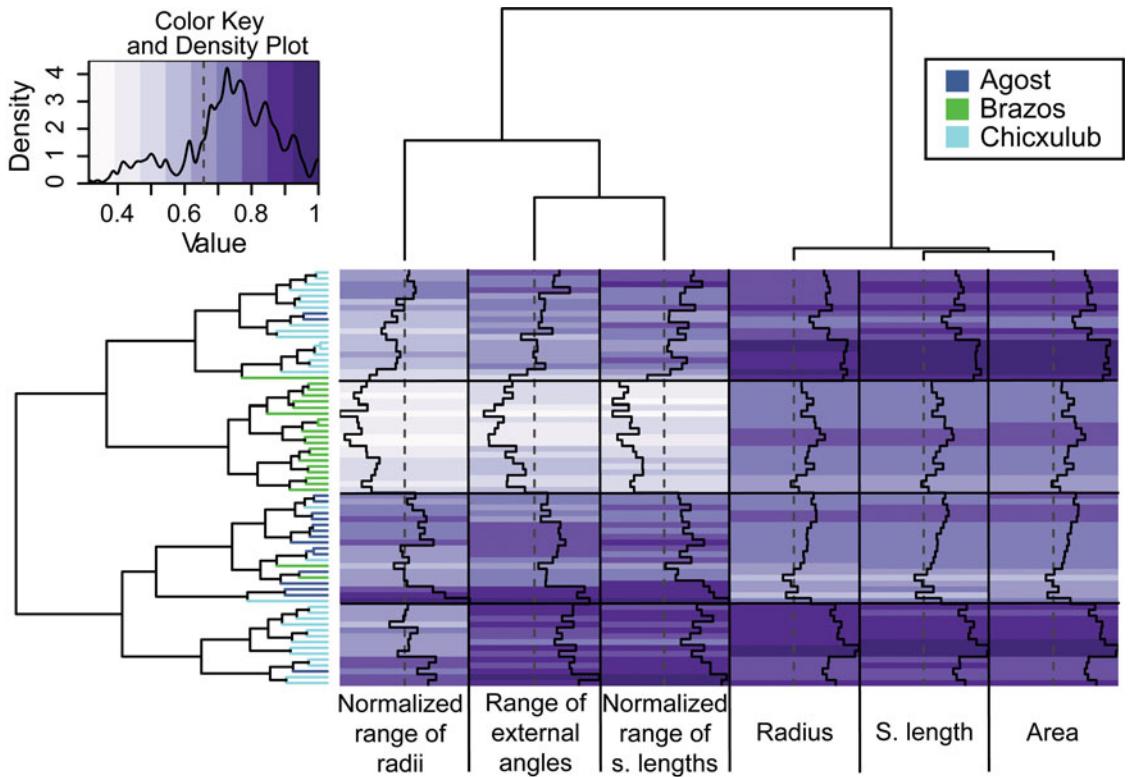 Color Key
and Density Plot
Density
0 1 2 3 4
0.4 0.6 0.8 1
Value
Agost
Brazos
Chicxulub
Normalized
range of
radii
Range of
external
angles
Normalized
range of
s. lengths
Radius
S. length
Area